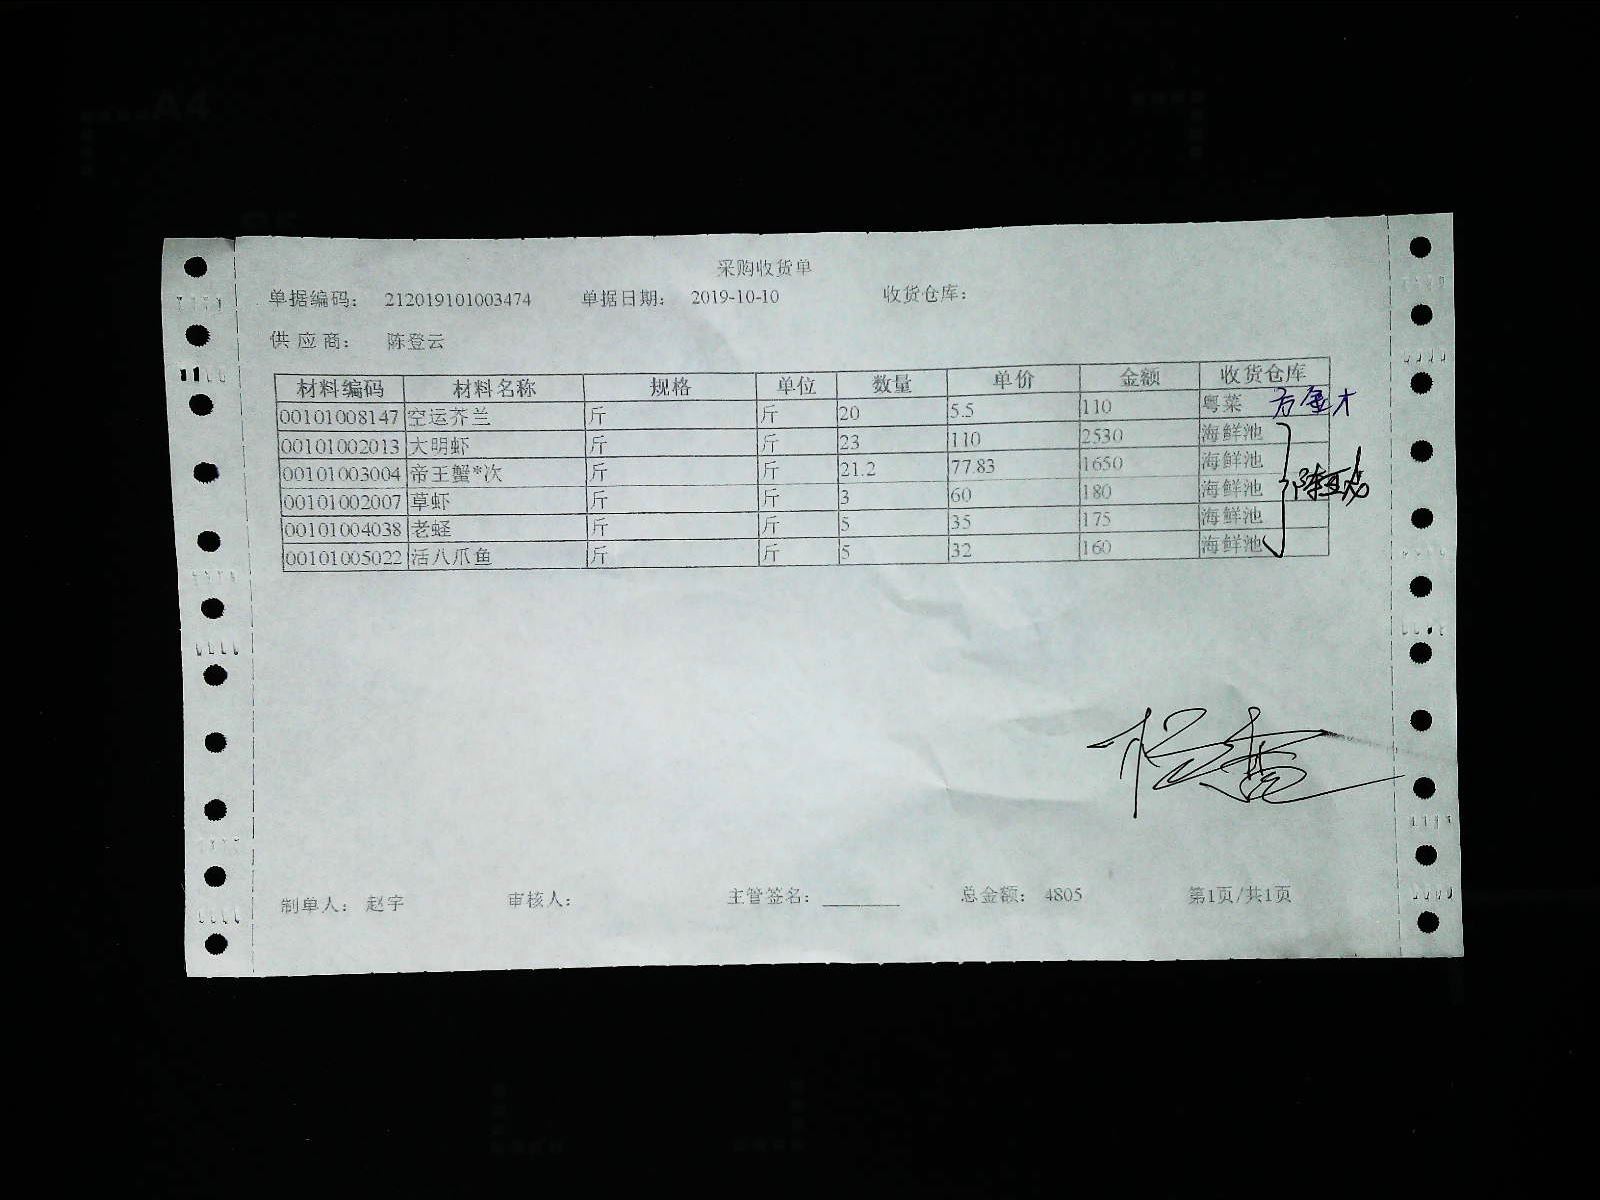 采购收货单
单据编码： 212019101003474 单据日期： 2019-10-10 收货仓库：
供 应 商： 陈登云
材料编码 材料名称 规格 单位 数量 单价 金额 收货仓库
00101008147 空运芥兰 斤 斤 20 5.5 110 粤菜
00101002013 大明虾 斤 斤 23 110 2530 海鲜池
00101003004 帝王蟹*次 斤 斤 21.2 77.83 1650 海鲜池
00101002007 草虾 斤 斤 3 60 180 海鲜池
00101004038 老蛏 斤 斤 5 35 175 海鲜池
00101005022 活八爪鱼 斤 斤 5 32 160 海鲜池
制单人： 赵宇 审核人： 主管签名： 总金额： 4805 第1页/共1页